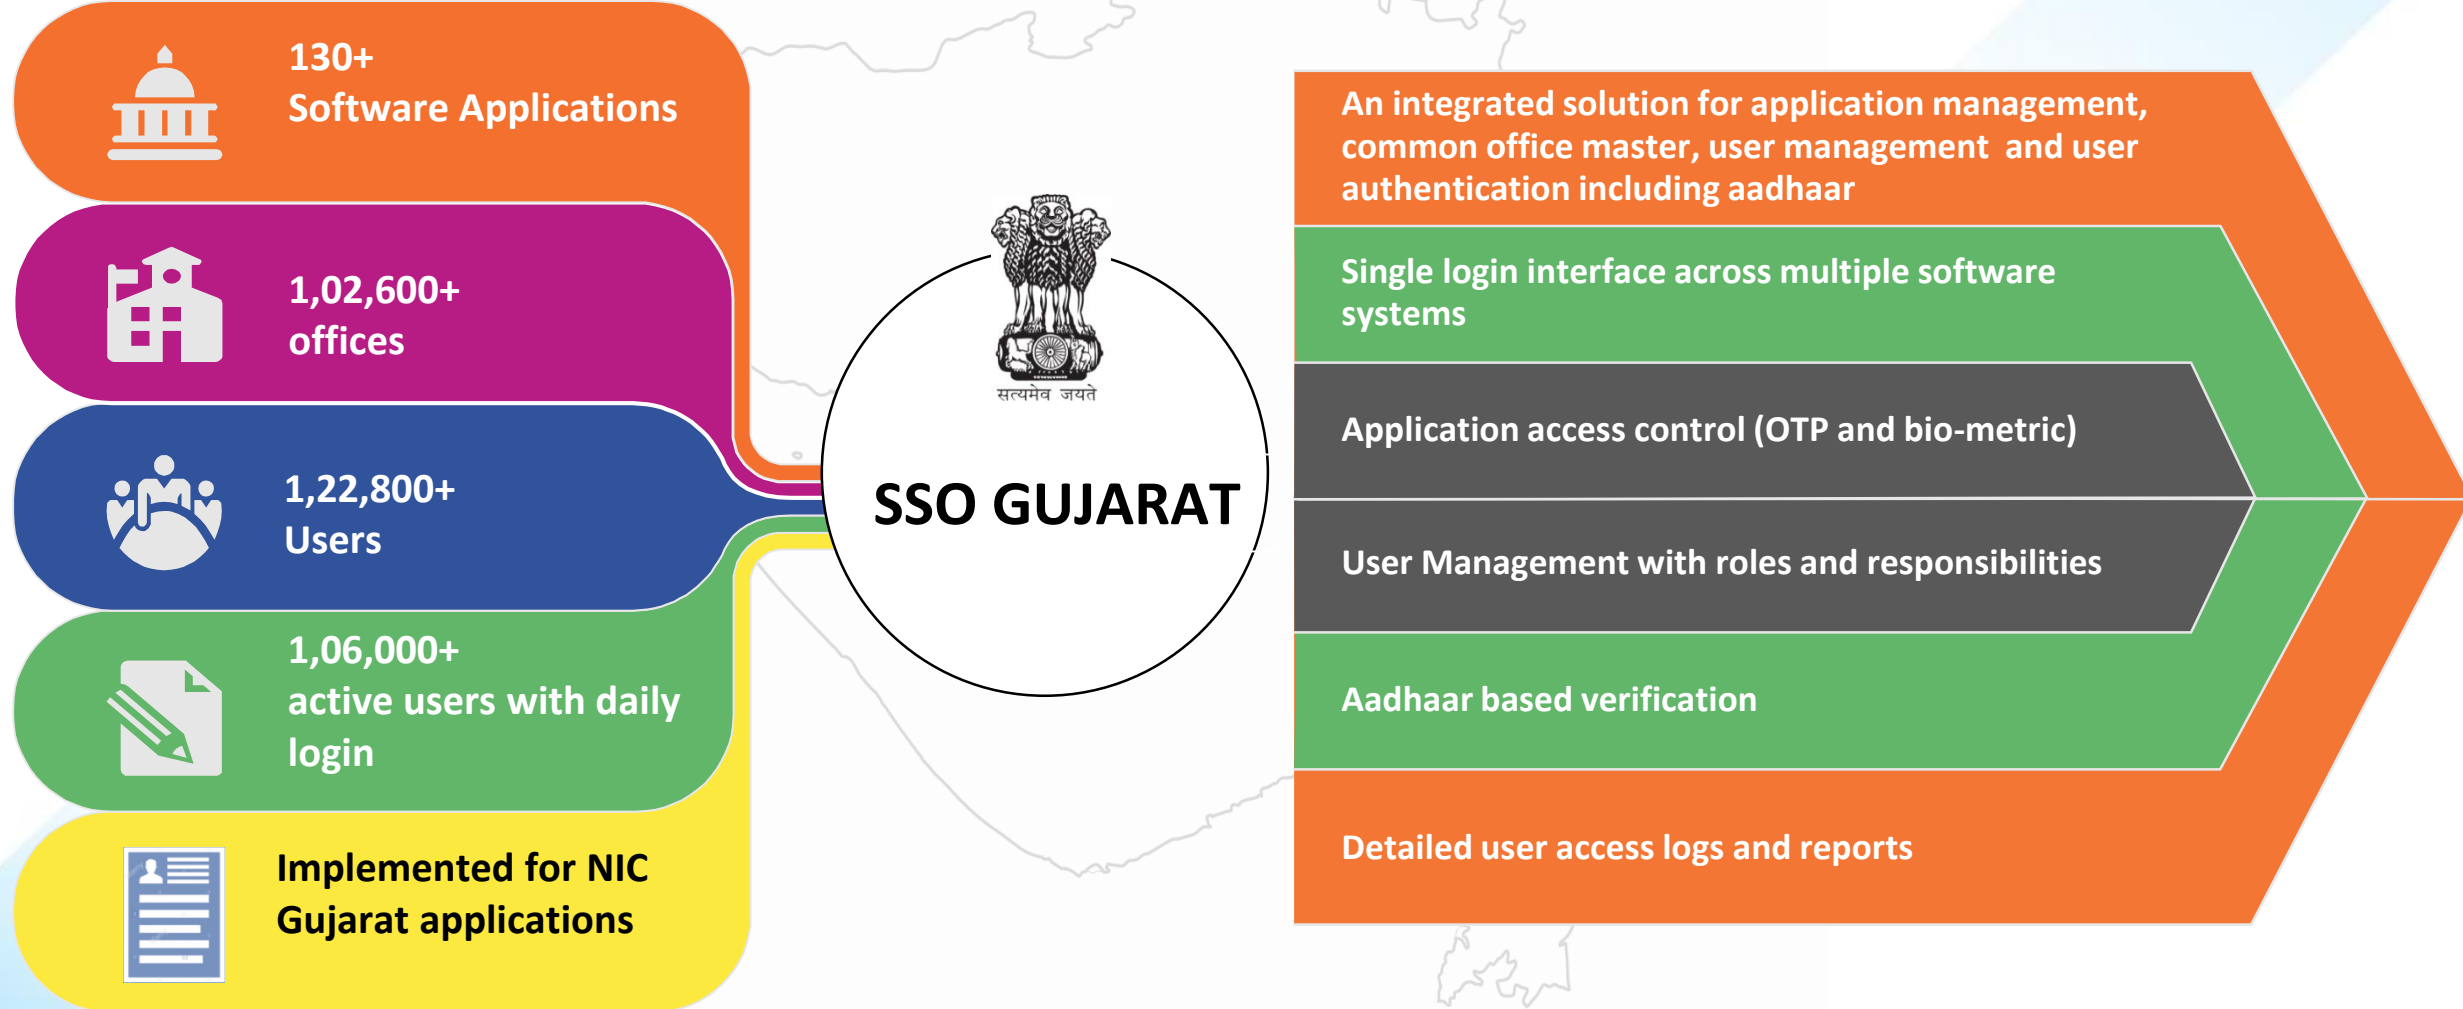 130+
Software Applications
1,02,600+
offices
1,22,800+
Users
1,06,000+
active users with daily
login
Implemented for NIC
Gujarat applications
सत्यमेव जयते
SSO GUJARAT
An integrated solution for application management,
common office master, user management and user
authentication including aadhaar
Single login interface across multiple software
systems
Application access control (OTP and bio-metric)
User Management with roles and responsibilities
Aadhaar based verification
Detailed user access logs and reports